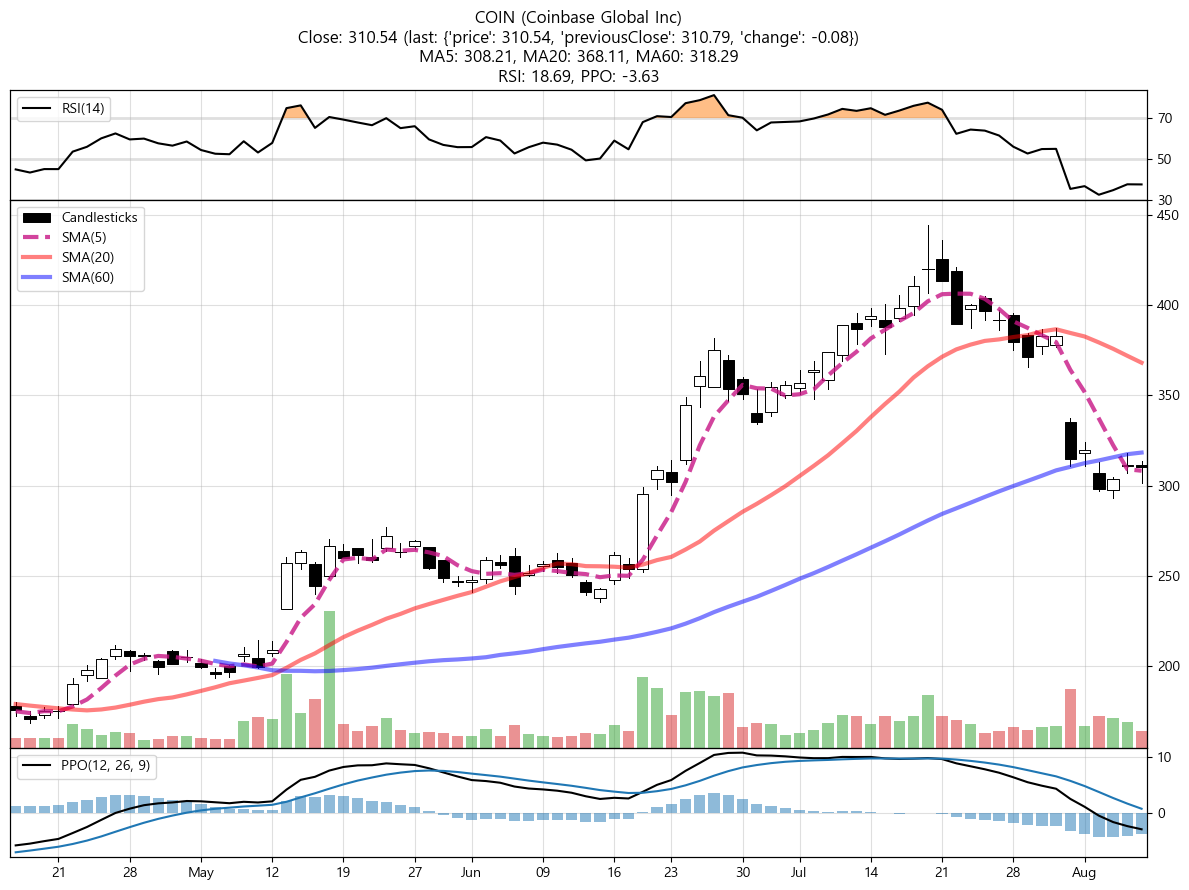 COIN (Coinbase Global Inc)
Close: 310.54 (last: {'price': 310.54, 'previousClose': 310.79, 'change': -0.08})
MA5: 308.21, MA20: 368.11, MA60: 318.29
RSI: 18.69, PPO: -3.63
RSI(14)
70
50
30
Candlesticks
SMA(5)
SMA(20)
SMA(60)
450
400
350
300
250
200
PPO(12, 26, 9)
10
0
21 28 May 12 19 27 Jun 09 16 23 30 Jul 14 21 28 Aug